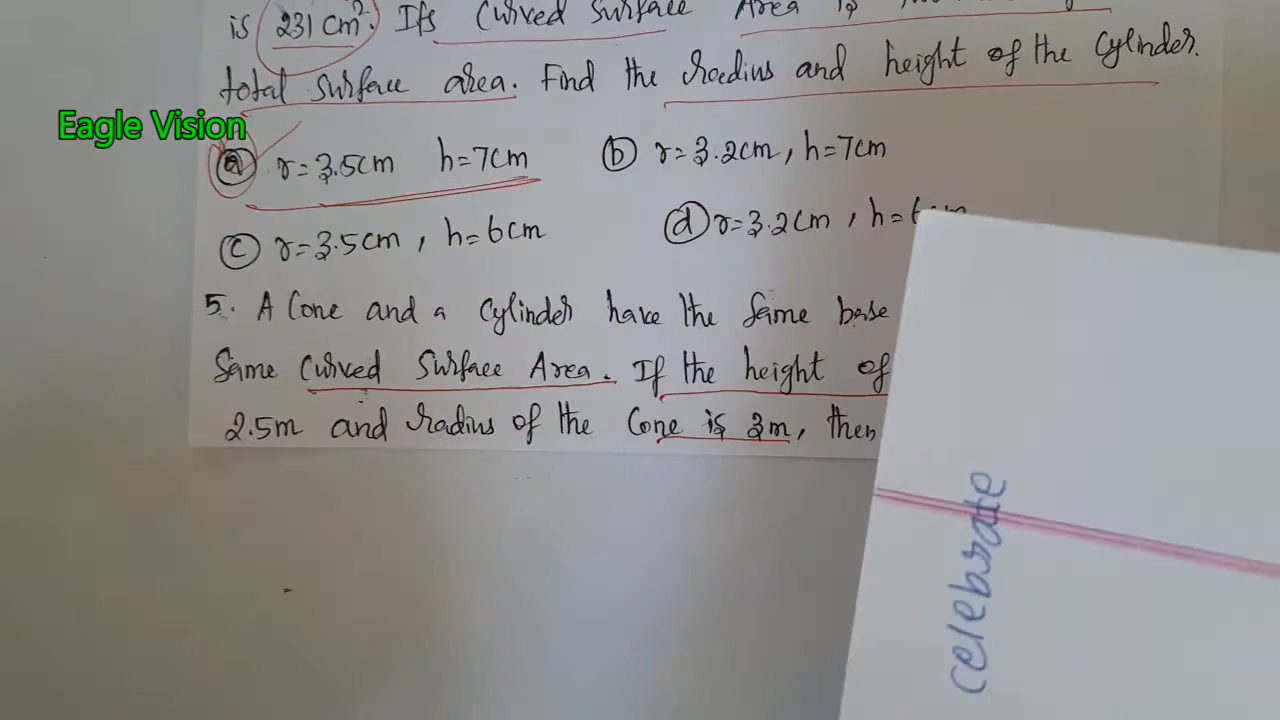 is 231 cm². Its Curved Surface Area is
total surface area. Find the radius and height of the Cylinder.
Eagle Vision
(a) r=3.5cm h=7cm
(b) r=3.2cm, h=7cm
(c) r=3.5cm, h=6cm
(d) r=3.2cm, h=6cm
5. A Cone and a Cylinder have the Same base
Same Curved Surface Area. If the height of
2.5m and radius of the Cone is 3m, then
celebrate